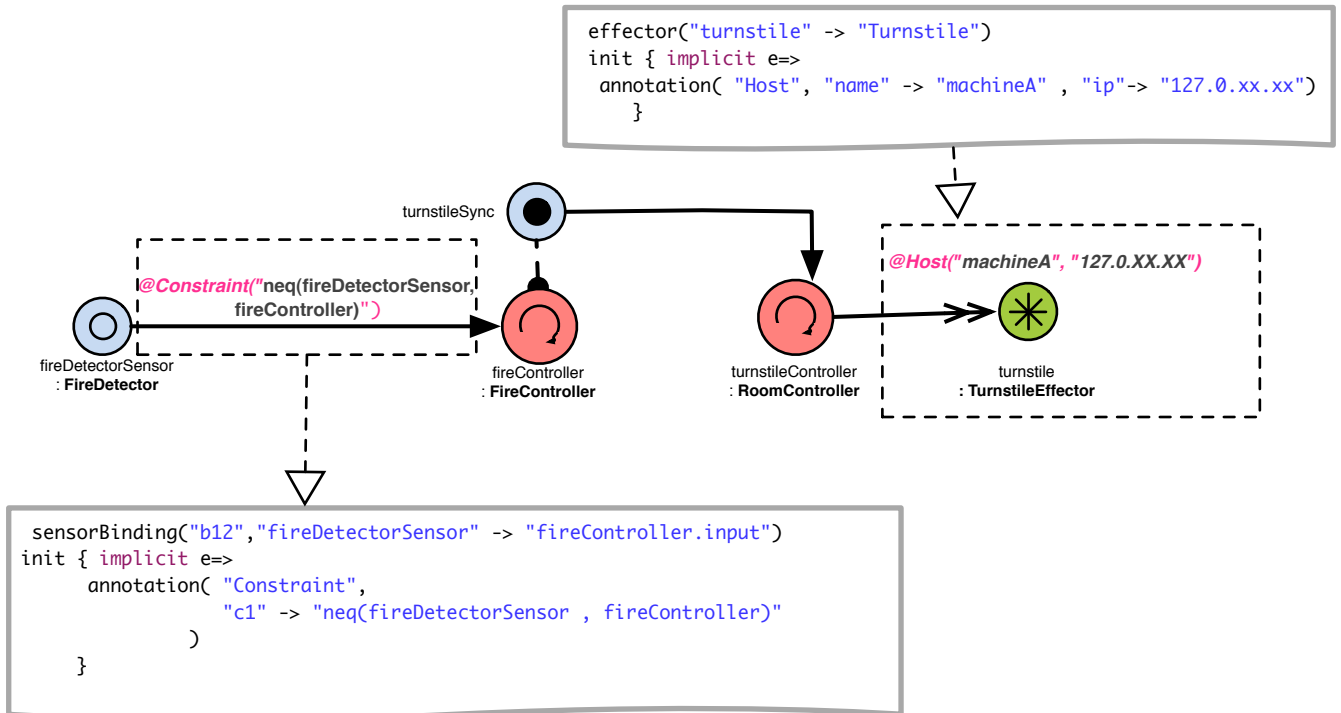 effector("turnstile" -> "Turnstile")
init { implicit e=>
annotation( "Host", "name" -> "machineA" , "ip"-> "127.0.xx.xx")
}
turnstileSync
@Host("machineA", "127.0.XX.XX")
@Constraint("neq(fireDetectorSensor,
fireController)")
fireDetectorSensor
: FireDetector
fireController
: FireController
turnstileController
: RoomController
turnstile
: TurnstileEffector
sensorBinding("b12","fireDetectorSensor" -> "fireController.input")
init { implicit e=>
annotation( "Constraint",
"c1" -> "neq(fireDetectorSensor , fireController)"
)
}